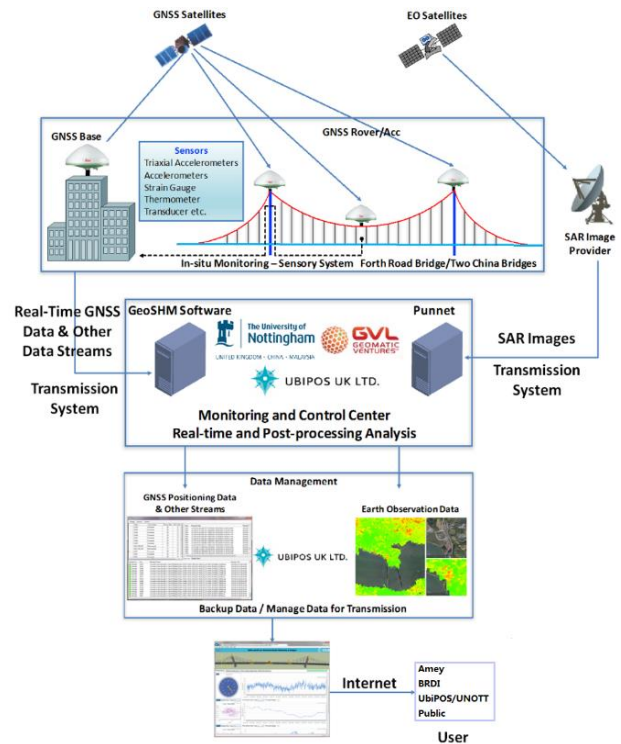 GNSS Satellites
EO Satellites
GNSS Base
GNSS Rover/Acc
Sensors
Triaxial Accelerometers
Accelerometers
Strain Gauge
Thermometer
Transducer etc.
SAR Image
Provider
In-situ Monitoring – Sensory System
Forth Road Bridge/Two China Bridges
Real-Time GNSS
Data & Other
Data Streams
Transmission
System
GeoSHM Software
The University of
Nottingham
UNITED KINGDOM · CHINA · MALAYSIA
GVL
GEOMATIC
VENTURES
Punnet
UBIPOS UK LTD.
SAR Images
Transmission
System
Monitoring and Control Center
Real-time and Post-processing Analysis
Data Management
GNSS Positioning Data
& Other Streams
Earth Observation Data
UBIPOS UK LTD.
Backup Data / Manage Data for Transmission
Internet
Amey
BRDI
UbiPOS/UNOTT
Public
User